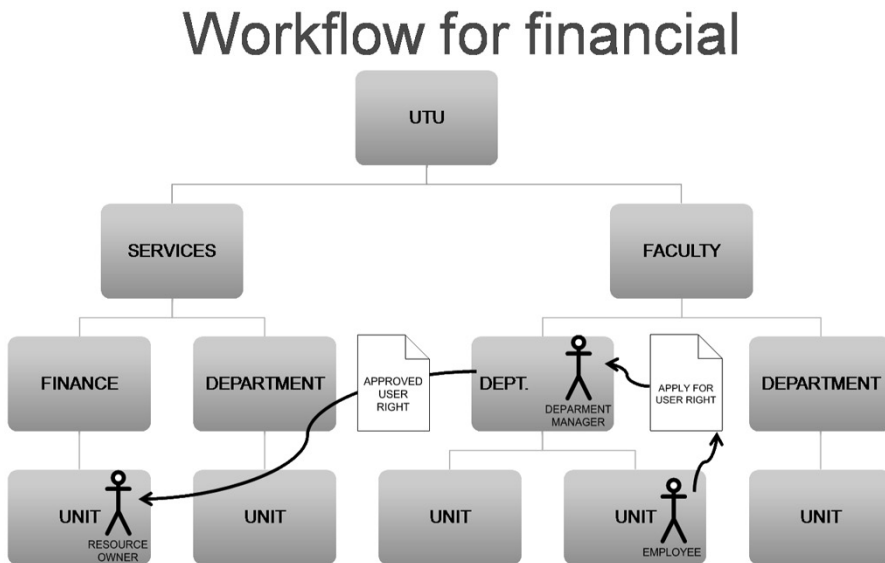 Workflow for financial
UTU
SERVICES
FACULTY
FINANCE
DEPARTMENT
APPROVED
USER
RIGHT
DEPT.
DEPARMENT
MANAGER
APPLY FOR
USER RIGHT
DEPARTMENT
UNIT
RESOURCE
OWNER
UNIT
UNIT
UNIT
EMPLOYEE
UNIT